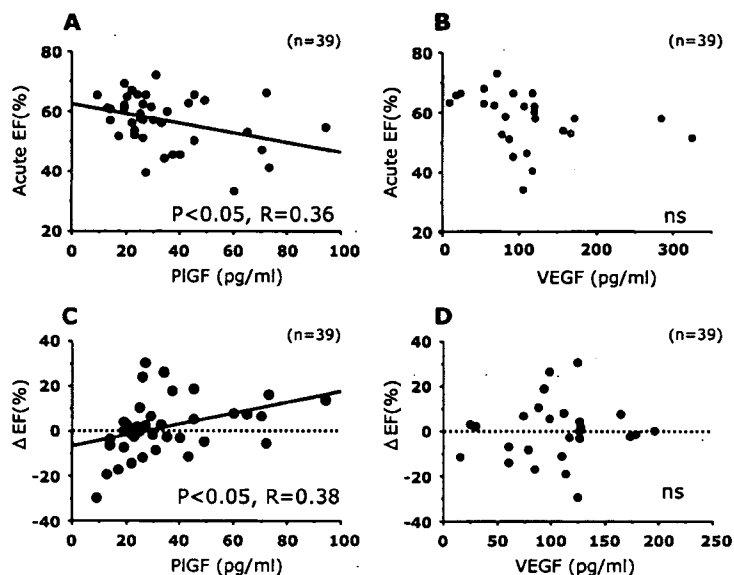 A
(n=39)
Acute EF(%)
80
60
40
20
0
20
40
60
80
100
P<0.05, R=0.36
PlGF (pg/ml)
B
(n=39)
Acute EF(%)
80
60
40
20
0
100
200
300
ns
VEGF (pg/ml)
C
(n=39)
Δ EF(%)
40
20
0
-20
-40
0
20
40
60
80
100
P<0.05, R=0.38
PlGF (pg/ml)
D
(n=39)
Δ EF(%)
40
20
0
-20
-40
0
50
100
150
200
250
ns
VEGF (pg/ml)